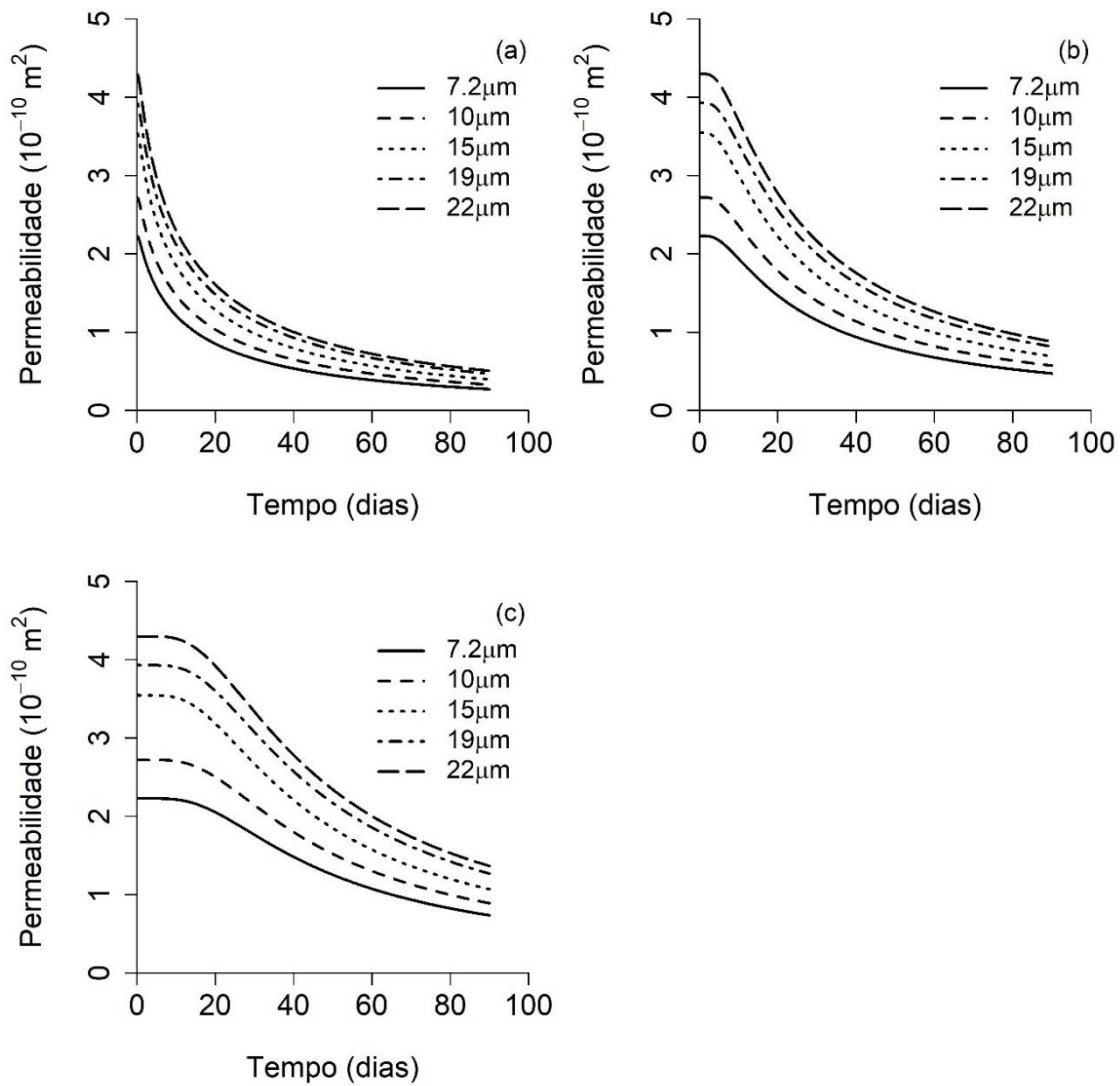 (a)
Permeabilidade (10⁻¹⁰ m²)
5
4
3
2
1
0
7.2μm
10μm
15μm
19μm
22μm
0 20 40 60 80 100
Tempo (dias)
(b)
Permeabilidade (10⁻¹⁰ m²)
5
4
3
2
1
0
7.2μm
10μm
15μm
19μm
22μm
0 20 40 60 80 100
Tempo (dias)
(c)
Permeabilidade (10⁻¹⁰ m²)
5
4
3
2
1
0
7.2μm
10μm
15μm
19μm
22μm
0 20 40 60 80 100
Tempo (dias)